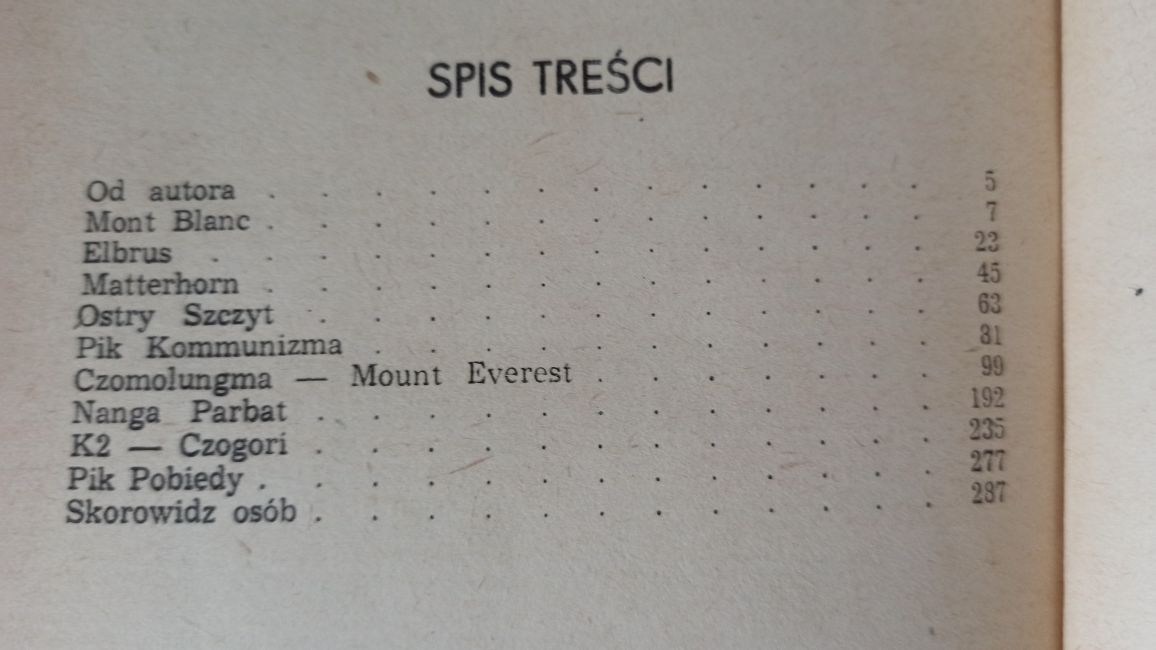 SPIS TREŚCI
Od autora . . . . . . . . . . . . . 5
Mont Blanc . . . . . . . . . . . . . 7
Elbrus . . . . . . . . . . . . . . 23
Matterhorn . . . . . . . . . . . . . 45
Ostry Szczyt . . . . . . . . . . . . 63
Pik Kommunizma . . . . . . . . . . . 81
Czomolungma — Mount Everest . . . . . . . 99
Nanga Parbat . . . . . . . . . . . . 192
K2 — Czogori . . . . . . . . . . . . 235
Pik Pobiedy . . . . . . . . . . . . . 277
Skorowidz osób . . . . . . . . . . . . 287